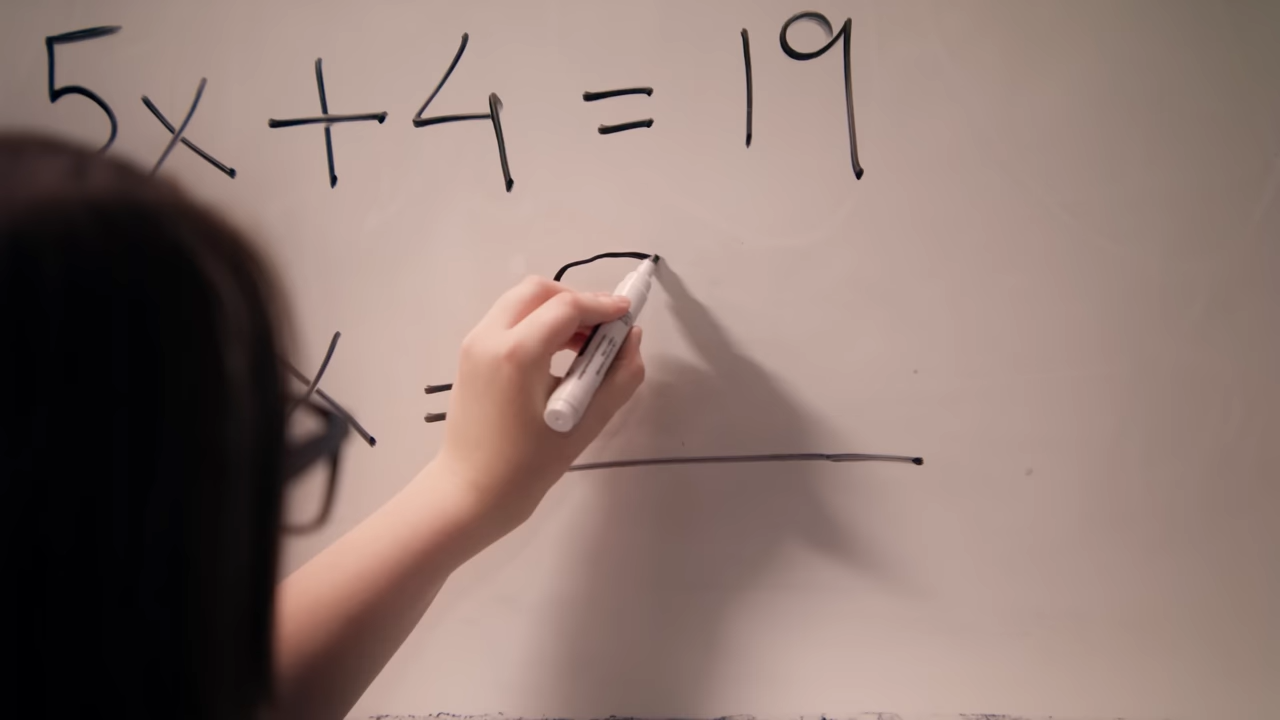 5x + 4 = 19
x =